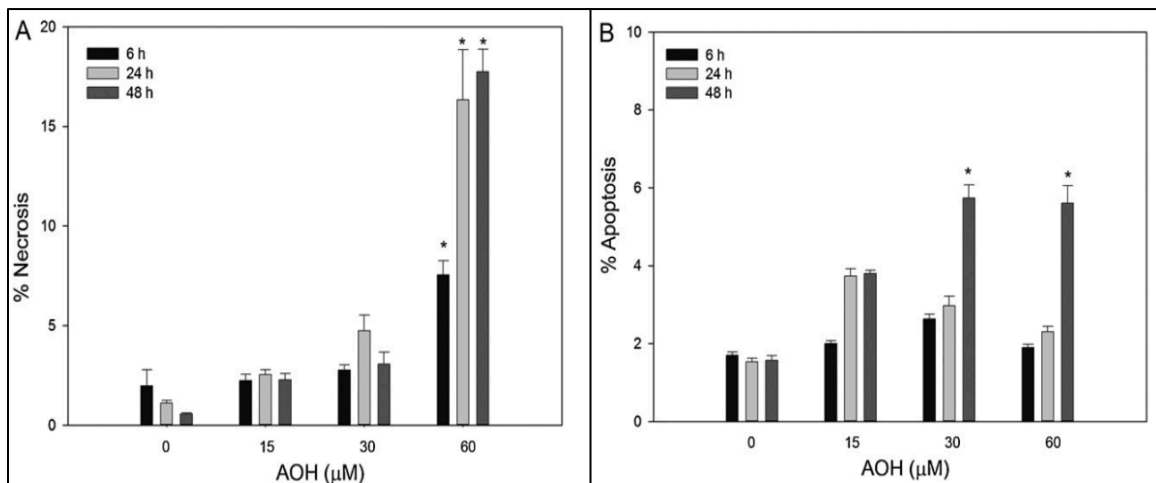 A
6 h
24 h
48 h
% Necrosis
20
15
10
5
0
* * *
0 15 30 60
AOH (μM)
B
6 h
24 h
48 h
% Apoptosis
10
8
6
4
2
0
* *
0 15 30 60
AOH (μM)